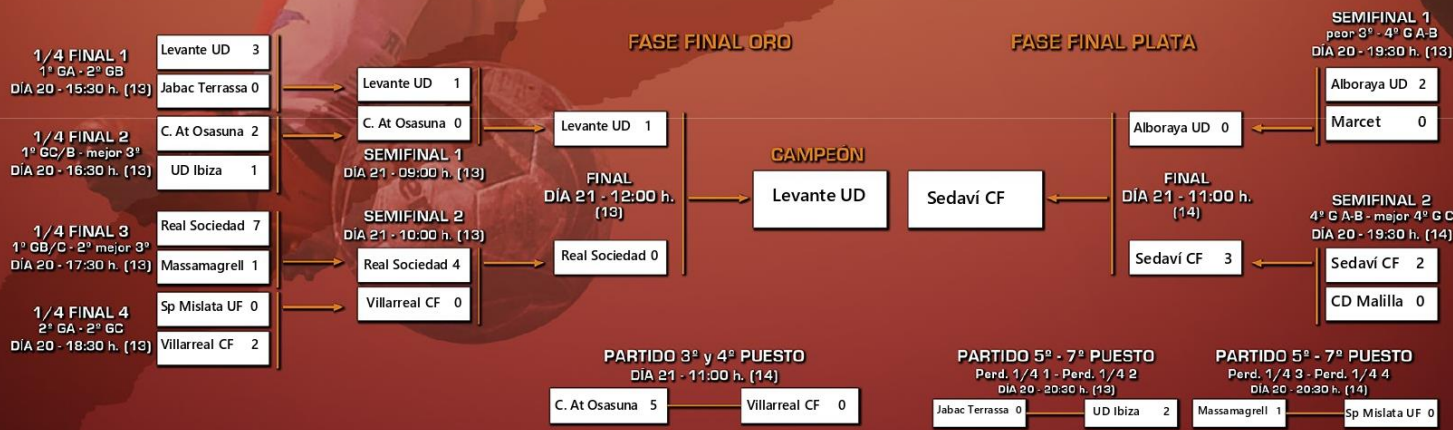 FASE FINAL ORO
1/4 FINAL 1
1º GA - 2º GB
DÍA 20 - 15:30 h. (13)
Levante UD 3
Jabac Terrassa 0
1/4 FINAL 2
1º GC/B - mejor 3º
DÍA 20 - 16:30 h. (13)
C. At Osasuna 2
UD Ibiza 1
1/4 FINAL 3
1º GB/C - 2º mejor 3º
DÍA 20 - 17:30 h. (13)
Real Sociedad 7
Massamagrell 1
1/4 FINAL 4
2º GA - 2º GC
DÍA 20 - 18:30 h. (13)
Sp Mislata UF 0
Villarreal CF 2
Levante UD 1
C. At Osasuna 0
SEMIFINAL 1
DÍA 21 - 09:00 h. (13)
SEMIFINAL 2
DÍA 21 - 10:00 h. (13)
Real Sociedad 4
Villarreal CF 0
Levante UD 1
FINAL
DÍA 21 - 12:00 h.
(13)
Real Sociedad 0
CAMPEÓN
Levante UD
FASE FINAL PLATA
Sedaví CF
Alboraya UD 0
FINAL
DÍA 21 - 11:00 h.
(14)
Sedaví CF 3
SEMIFINAL 1
peor 3º - 4º G A-B
DÍA 20 - 19:30 h. (13)
Alboraya UD 2
Marcet 0
SEMIFINAL 2
4º G A-B - mejor 4º G C
DÍA 20 - 19:30 h. (14)
Sedaví CF 2
CD Malilla 0
PARTIDO 3º y 4º PUESTO
DÍA 21 - 11:00 h. (14)
C. At Osasuna 5
Villarreal CF 0
PARTIDO 5º - 7º PUESTO
Perd. 1/4 1 - Perd. 1/4 2
DÍA 20 - 20:30 h. (13)
Jabac Terrassa 0
UD Ibiza 2
PARTIDO 5º - 7º PUESTO
Perd. 1/4 3 - Perd. 1/4 4
DÍA 20 - 20:30 h. (14)
Massamagrell 1
Sp Mislata UF 0